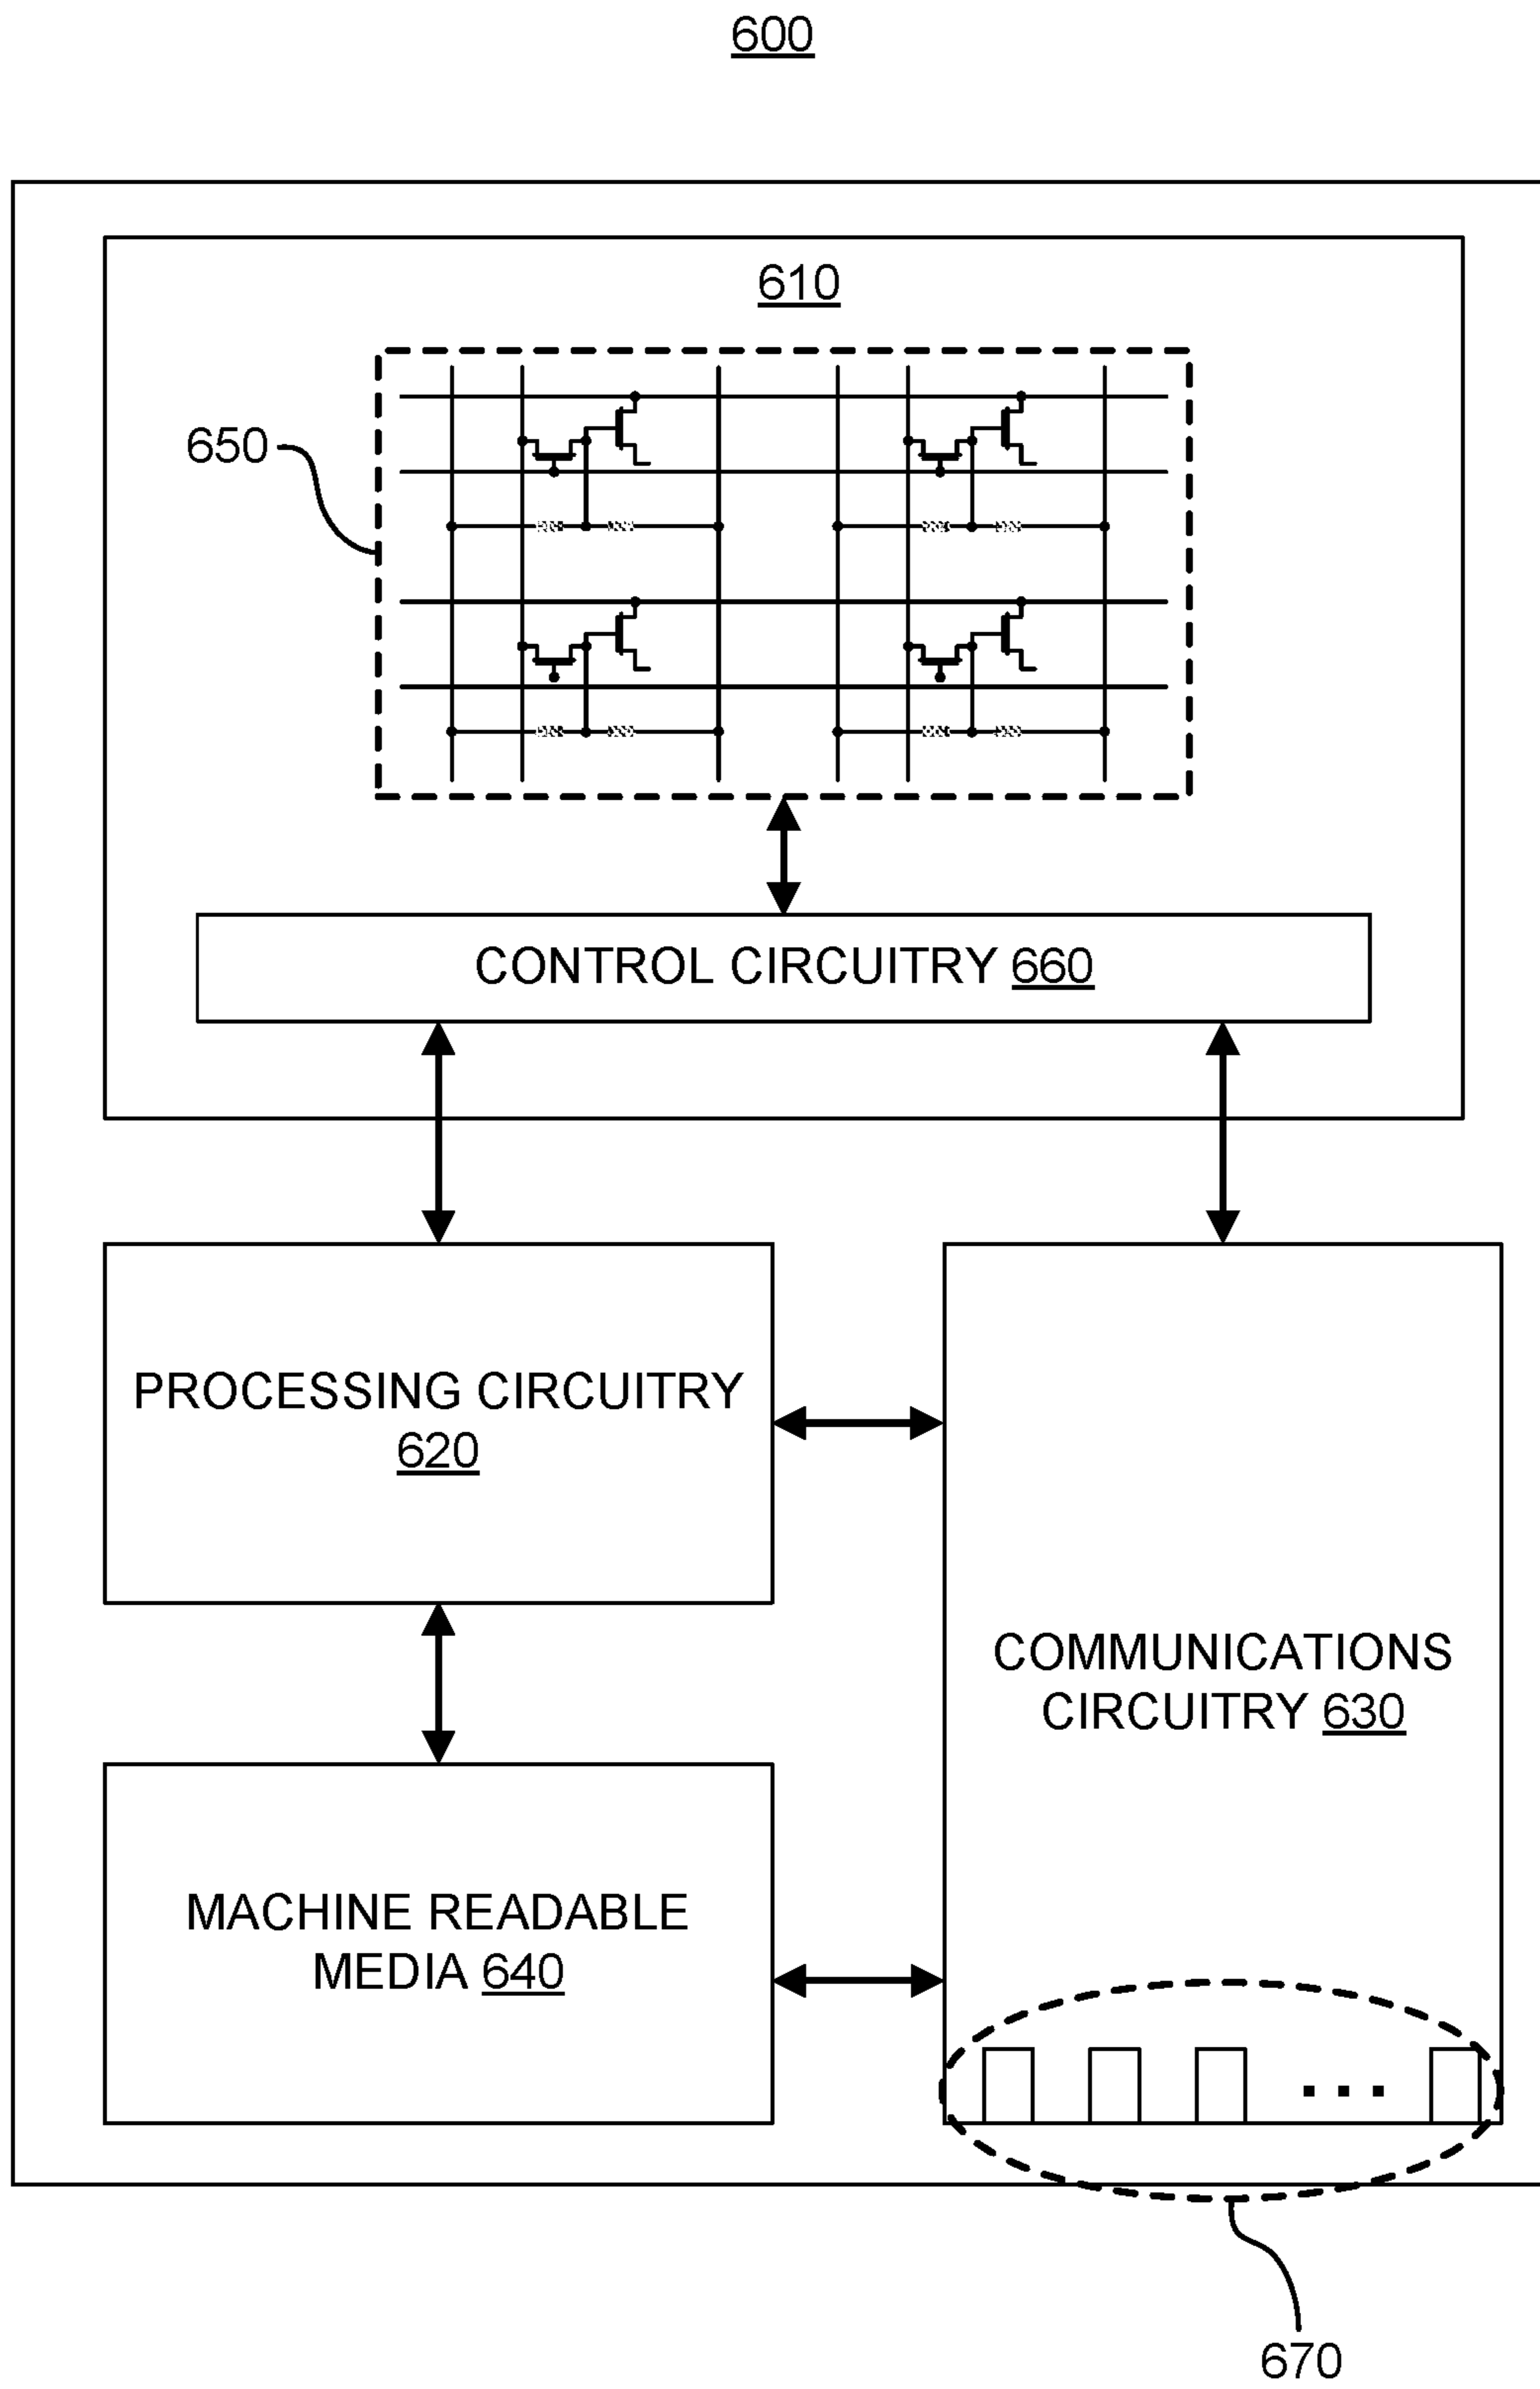 600
610
650
CONTROL CIRCUITRY 660
PROCESSING CIRCUITRY
620
COMMUNICATIONS
CIRCUITRY 630
MACHINE READABLE
MEDIA 640
670